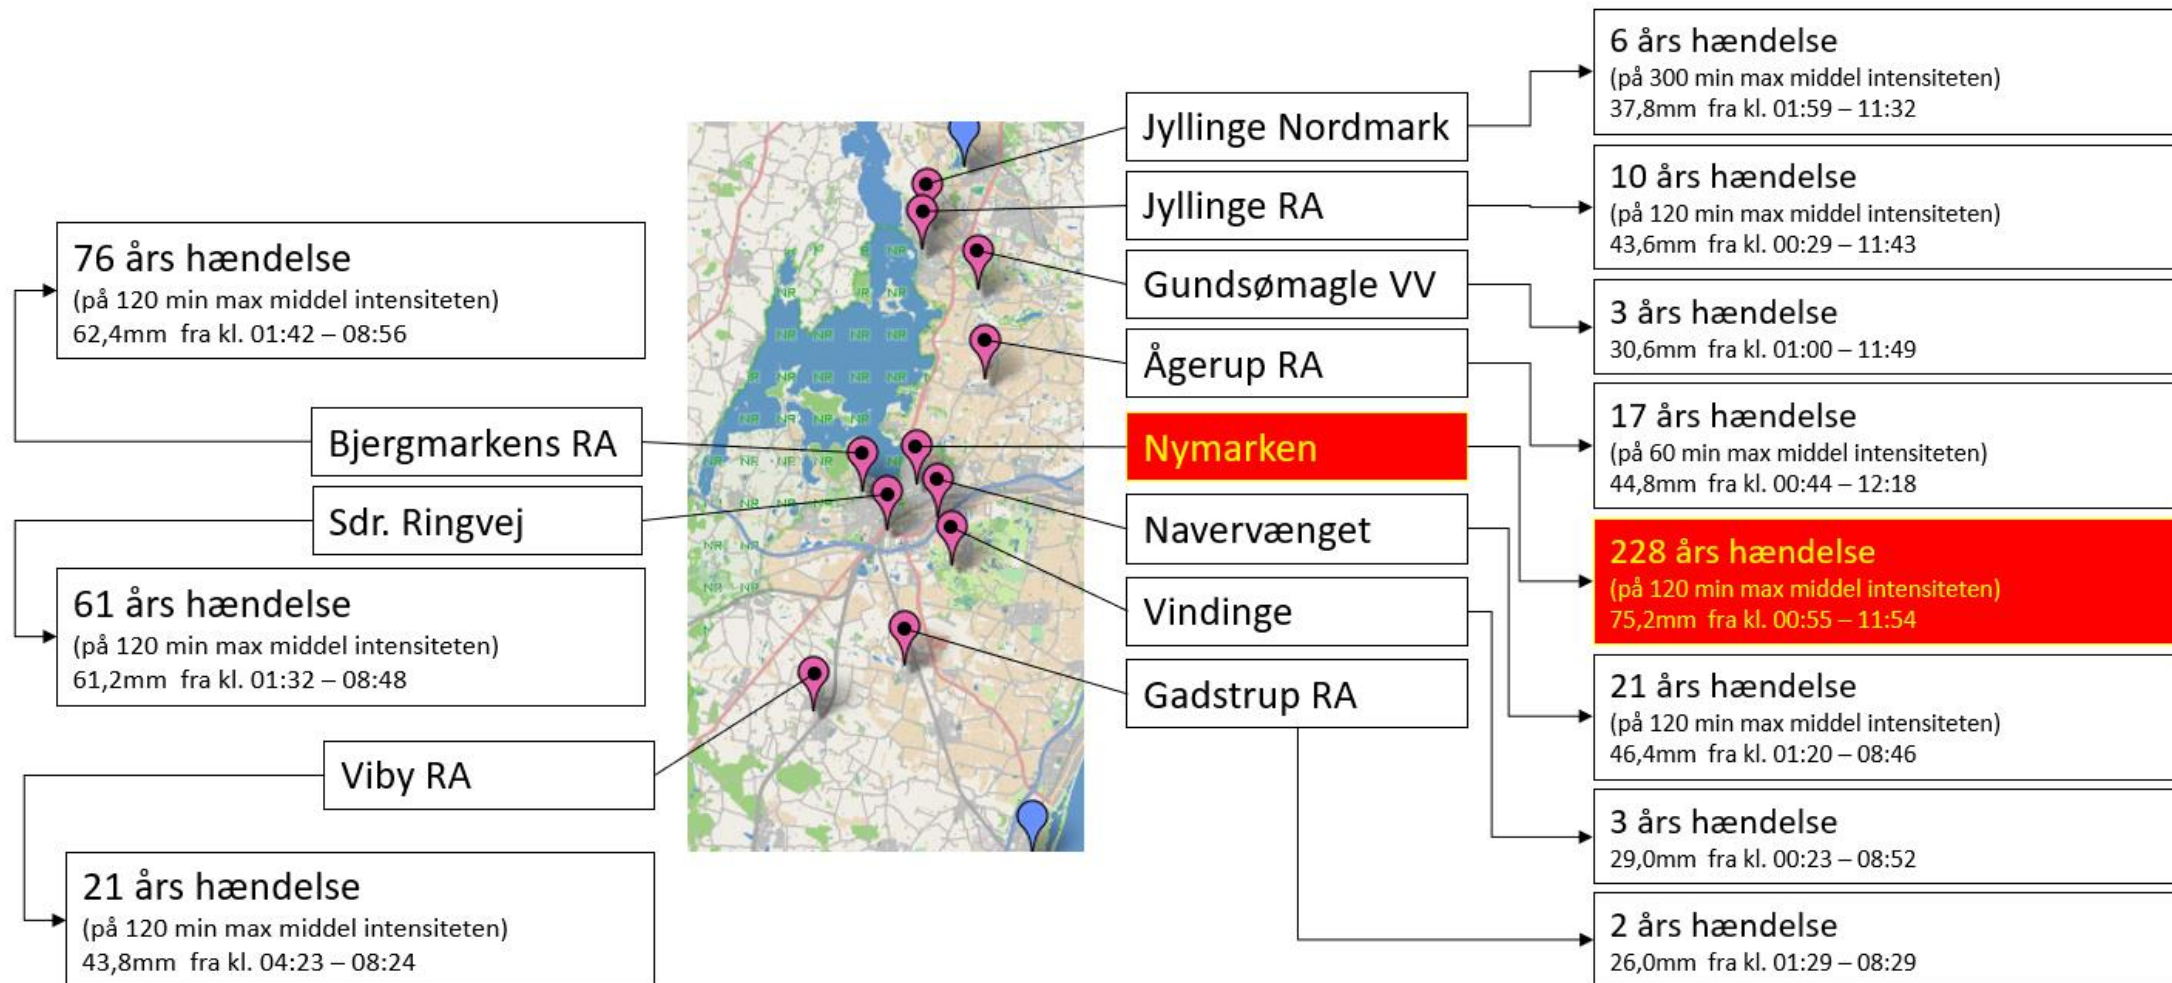 76 års hændelse
(på 120 min max middel intensiteten)
62,4mm fra kl. 01:42 – 08:56
Bjergmarkens RA
Sdr. Ringvej
61 års hændelse
(på 120 min max middel intensiteten)
61,2mm fra kl. 01:32 – 08:48
Viby RA
21 års hændelse
(på 120 min max middel intensiteten)
43,8mm fra kl. 04:23 – 08:24
Jyllinge Nordmark
Jyllinge RA
Gundsømagle VV
Ågerup RA
Nymarken
Navervænget
Vindinge
Gadstrup RA
6 års hændelse
(på 300 min max middel intensiteten)
37,8mm fra kl. 01:59 – 11:32
10 års hændelse
(på 120 min max middel intensiteten)
43,6mm fra kl. 00:29 – 11:43
3 års hændelse
30,6mm fra kl. 01:00 – 11:49
17 års hændelse
(på 60 min max middel intensiteten)
44,8mm fra kl. 00:44 – 12:18
228 års hændelse
(på 120 min max middel intensiteten)
75,2mm fra kl. 00:55 – 11:54
21 års hændelse
(på 120 min max middel intensiteten)
46,4mm fra kl. 01:20 – 08:46
3 års hændelse
29,0mm fra kl. 00:23 – 08:52
2 års hændelse
26,0mm fra kl. 01:29 – 08:29